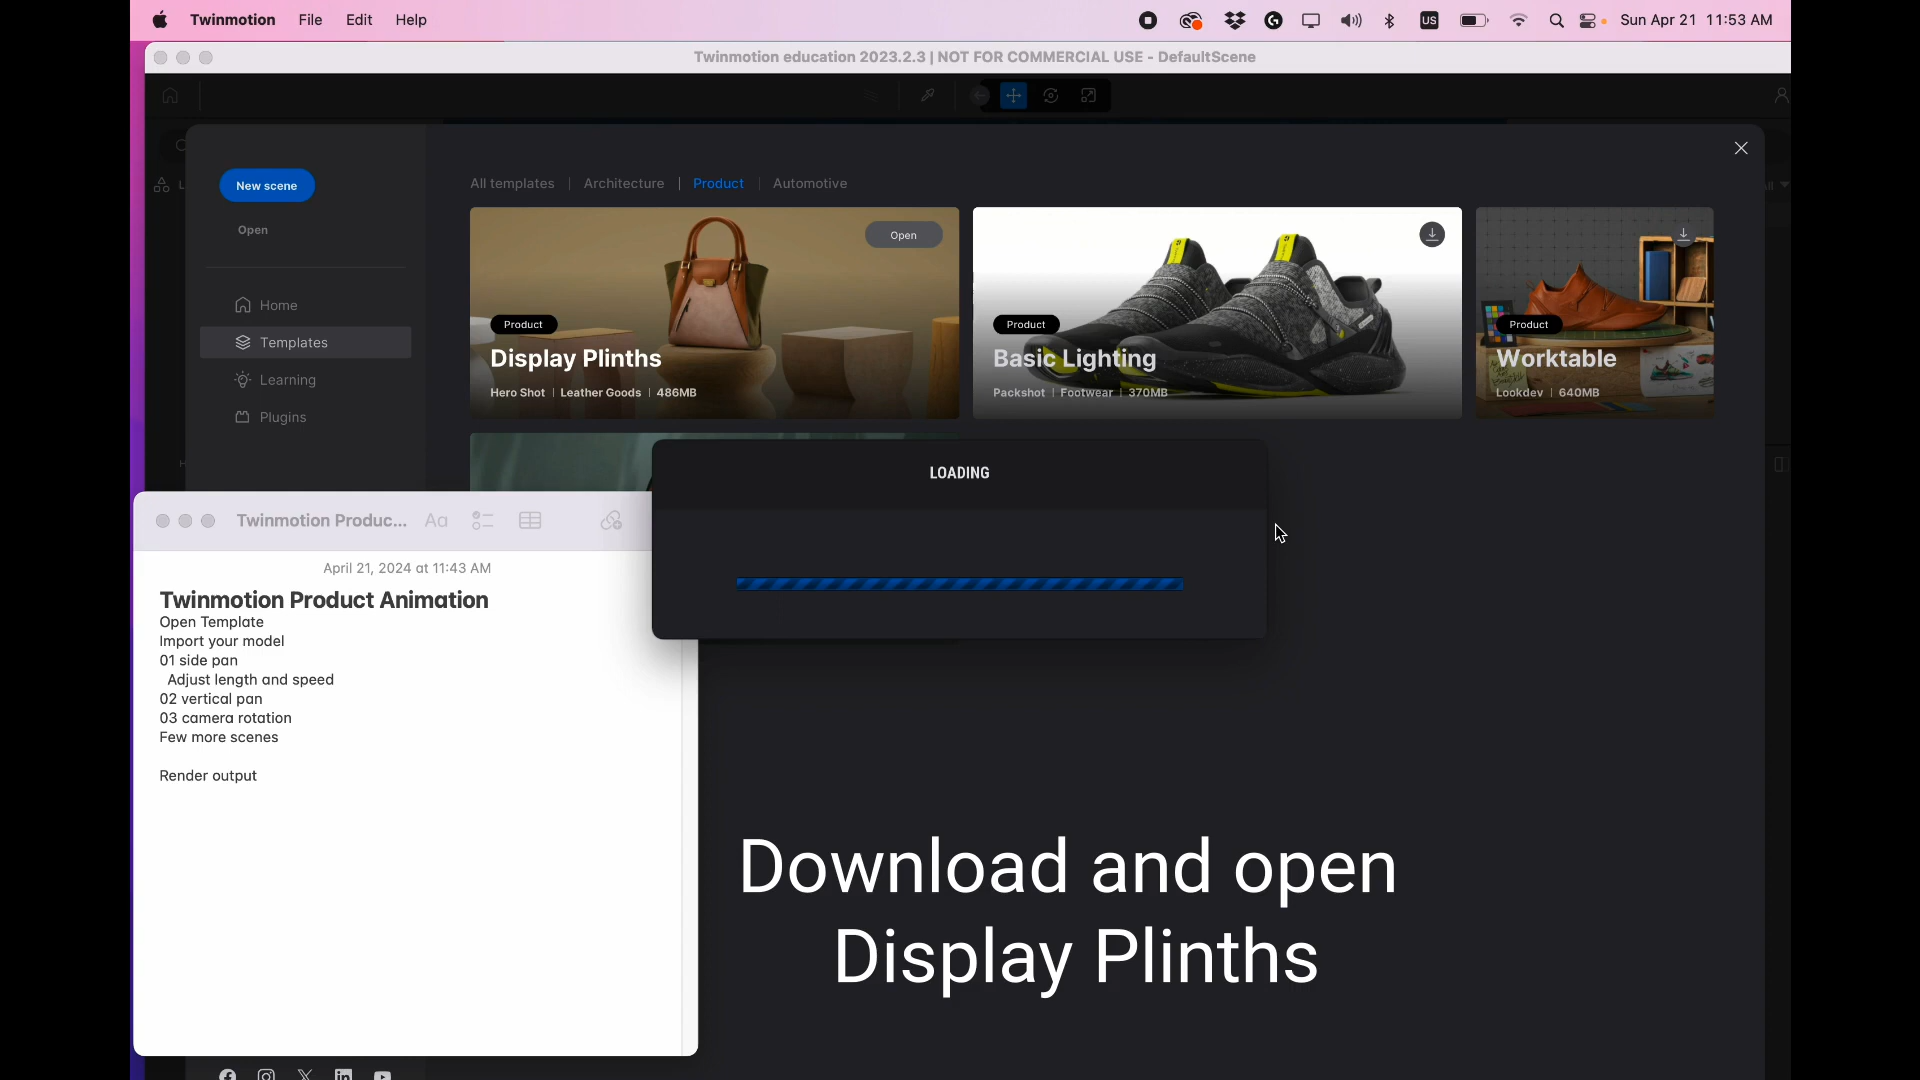 Twinmotion File Edit Help
US
Sun Apr 21 11:53 AM
Twinmotion education 2023.2.3 | NOT FOR COMMERCIAL USE - DefaultScene
New scene
Open
Home
Templates
Learning
Plugins
All templates | Architecture | Product | Automotive
Open
Product
Display Plinths
Hero Shot | Leather Goods | 486MB
Product
Basic Lighting
Packshot | Footwear | 370MB
Product
Worktable
Lookdev | 640MB
LOADING
Twinmotion Produc... Aa
April 21, 2024 at 11:43 AM
Twinmotion Product Animation
Open Template
Import your model
01 side pan
Adjust length and speed
02 vertical pan
03 camera rotation
Few more scenes
Render output
Download and open
Display Plinths